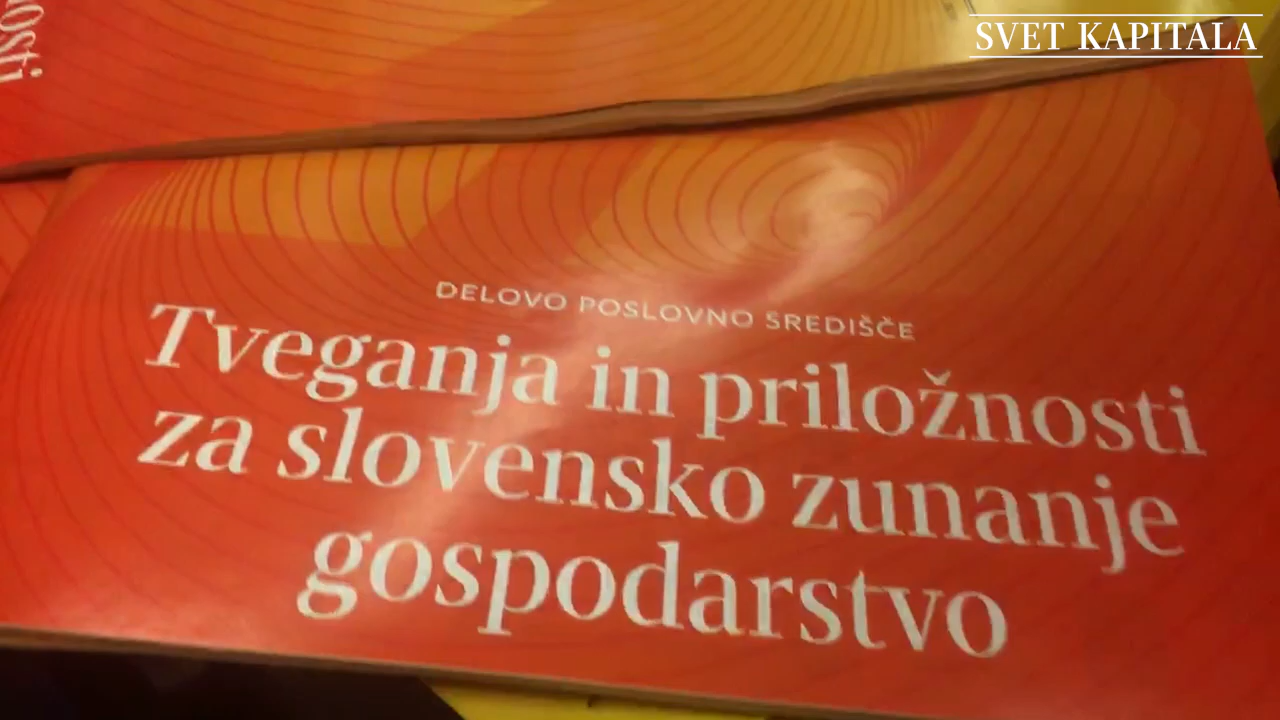 SVET KAPITALA
DELOVO POSLOVNO SREDIŠČE
Tveganja in priložnosti
za slovensko zunanje
gospodarstvo